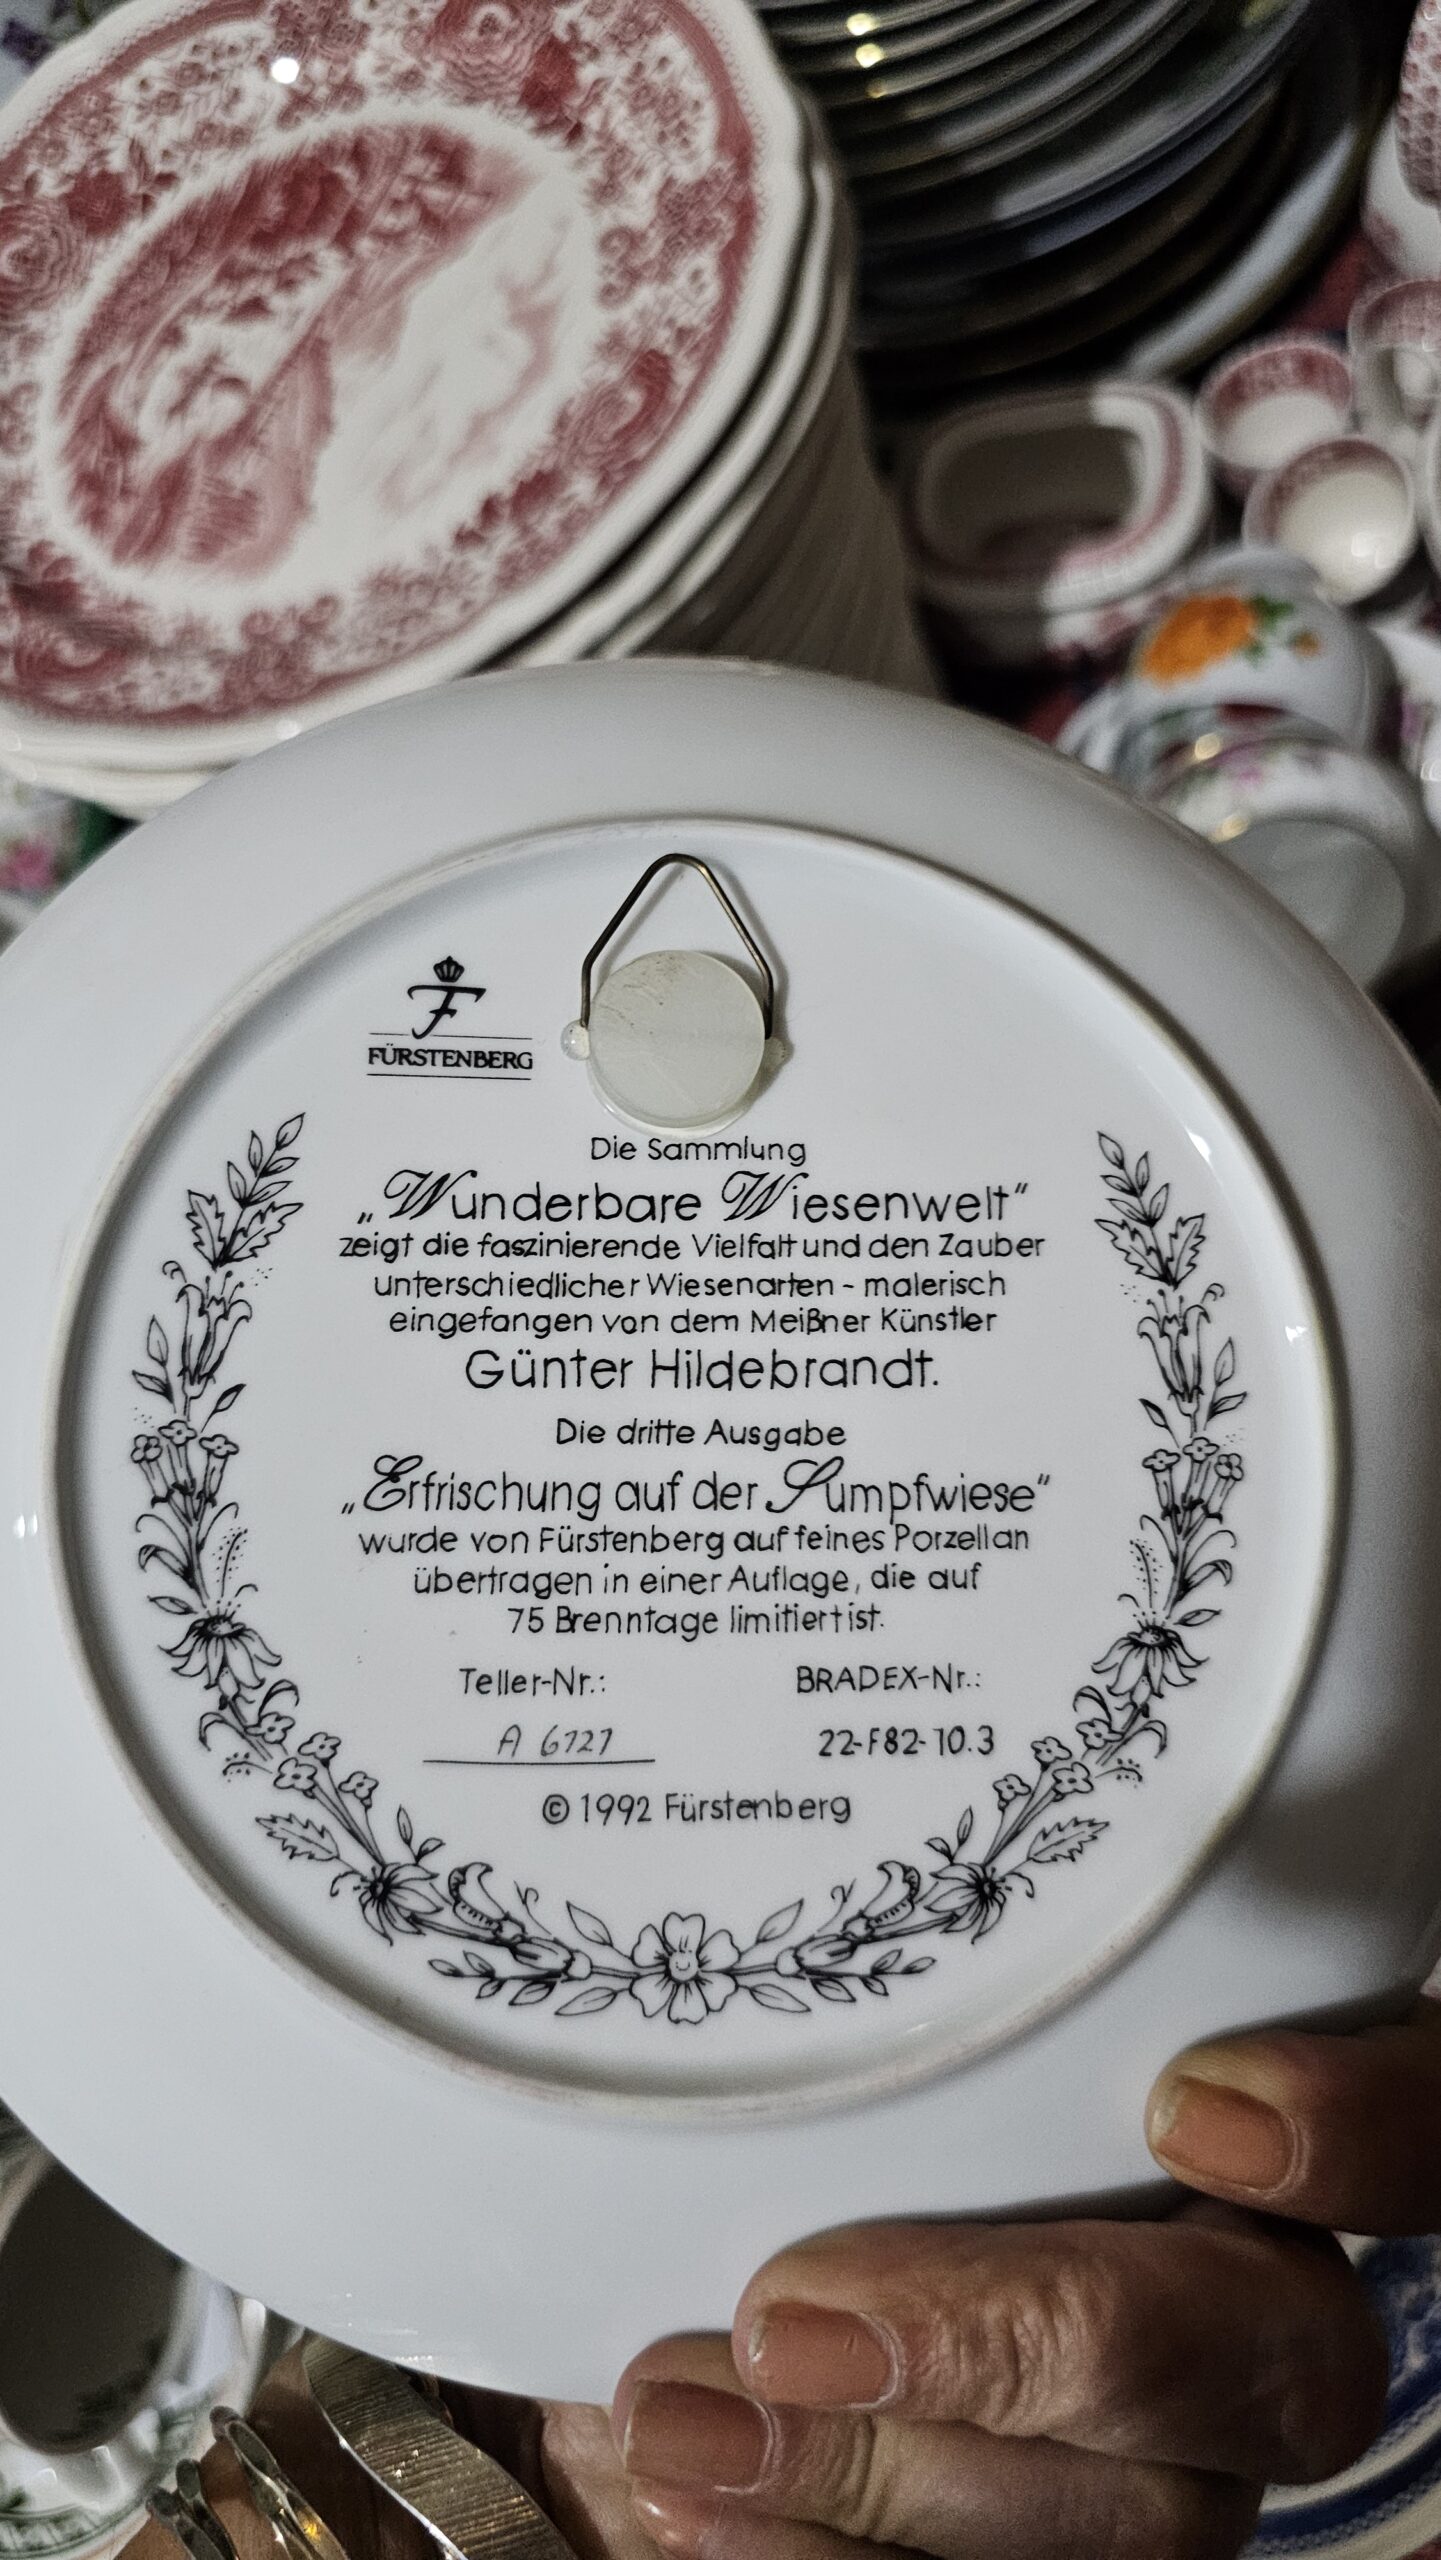 F
FÜRSTENBERG
Die Sammlung
„Wunderbare Wiesenwelt“
zeigt die faszinierende Vielfalt und den Zauber
unterschiedlicher Wiesenarten - malerisch
eingefangen von dem Meißner Künstler
Günter Hildebrandt.
Die dritte Ausgabe
„Erfrischung auf der Sumpfwiese“
wurde von Fürstenberg auf feines Porzellan
übertragen in einer Auflage, die auf
75 Brenntage limitiert ist.
Teller-Nr.: BRADEX-Nr.:
A 6727 22-F82-10.3
© 1992 Fürstenberg